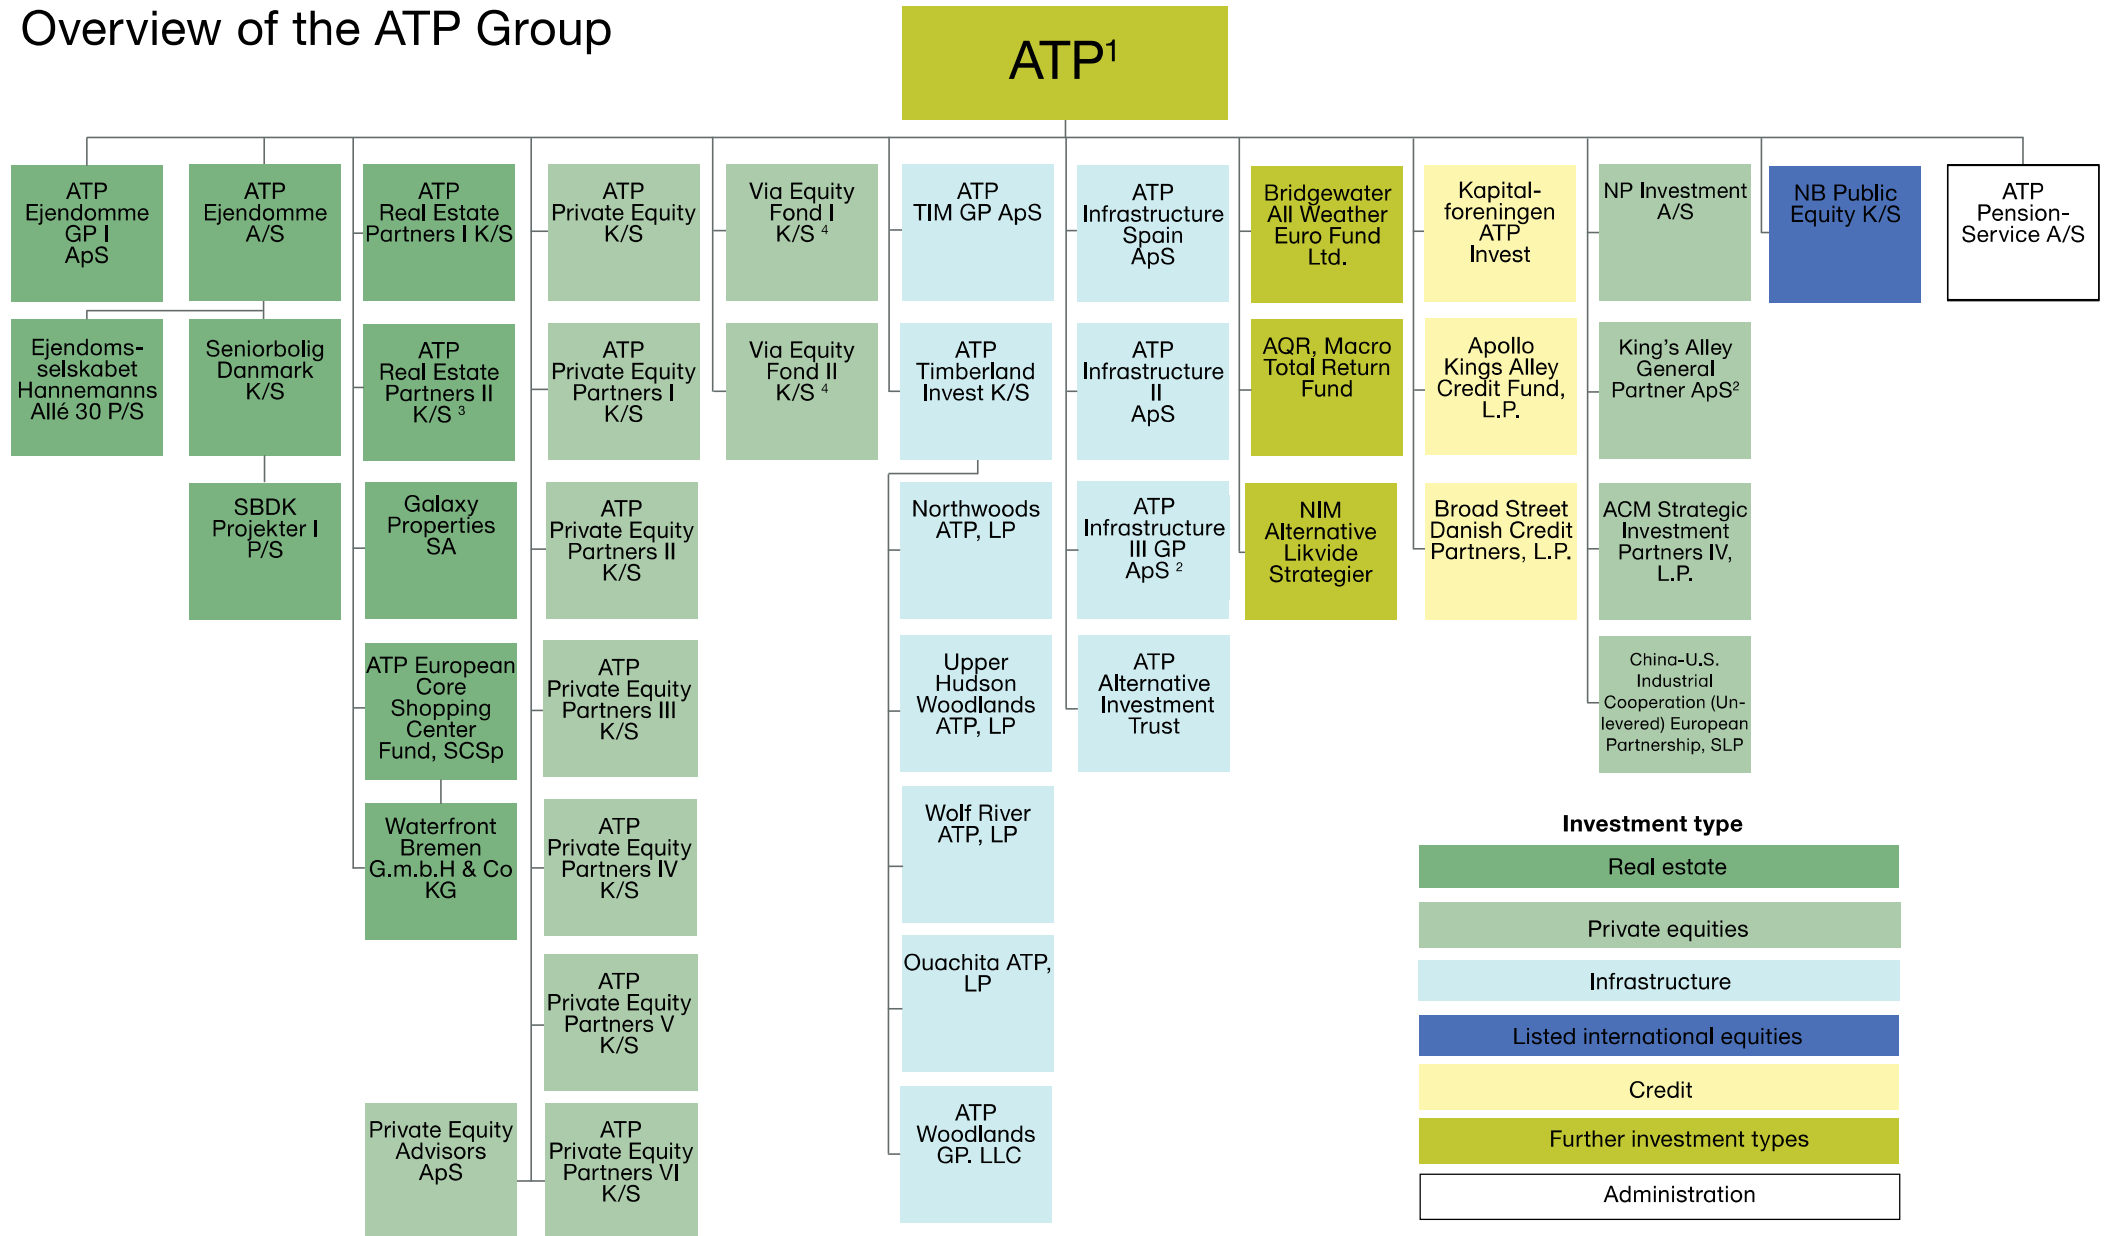 Overview of the ATP Group
ATP¹
ATP
Ejendomme
GP I
ApS
ATP
Ejendomme
A/S
ATP
Real Estate
Partners I K/S
ATP
Private Equity
K/S
Via Equity
Fond I
K/S ⁴
ATP
TIM GP ApS
ATP
Infrastructure
Spain
ApS
Bridgewater
All Weather
Euro Fund
Ltd.
Kapital-
foreningen
ATP
Invest
NP Investment
A/S
NB Public
Equity K/S
ATP
Pension-
Service A/S
Ejendoms-
selskabet
Hannemanns
Allé 30 P/S
Seniorbolig
Danmark
K/S
ATP
Real Estate
Partners II
K/S ³
ATP
Private Equity
Partners I
K/S
Via Equity
Fond II
K/S ⁴
ATP
Timberland
Invest K/S
ATP
Infrastructure
II
ApS
AQR, Macro
Total Return
Fund
Apollo
Kings Alley
Credit Fund,
L.P.
King's Alley
General
Partner ApS²
SBDK
Projekter I
P/S
Galaxy
Properties
SA
ATP
Private Equity
Partners II
K/S
Northwoods
ATP, LP
ATP
Infrastructure
III GP
ApS ²
NIM
Alternative
Likvide
Strategier
Broad Street
Danish Credit
Partners, L.P.
ACM Strategic
Investment
Partners IV,
L.P.
ATP European
Core
Shopping
Center
Fund, SCSp
ATP
Private Equity
Partners III
K/S
Upper
Hudson
Woodlands
ATP, LP
ATP
Alternative
Investment
Trust
China-U.S.
Industrial
Cooperation (Un-
levered) European
Partnership, SLP
Waterfront
Bremen
G.m.b.H & Co
KG
ATP
Private Equity
Partners IV
K/S
Wolf River
ATP, LP
ATP
Private Equity
Partners V
K/S
Ouachita ATP,
LP
Private Equity
Advisors
ApS
ATP
Private Equity
Partners VI
K/S
ATP
Woodlands
GP. LLC
Investment type
Real estate
Private equities
Infrastructure
Listed international equities
Credit
Further investment types
Administration